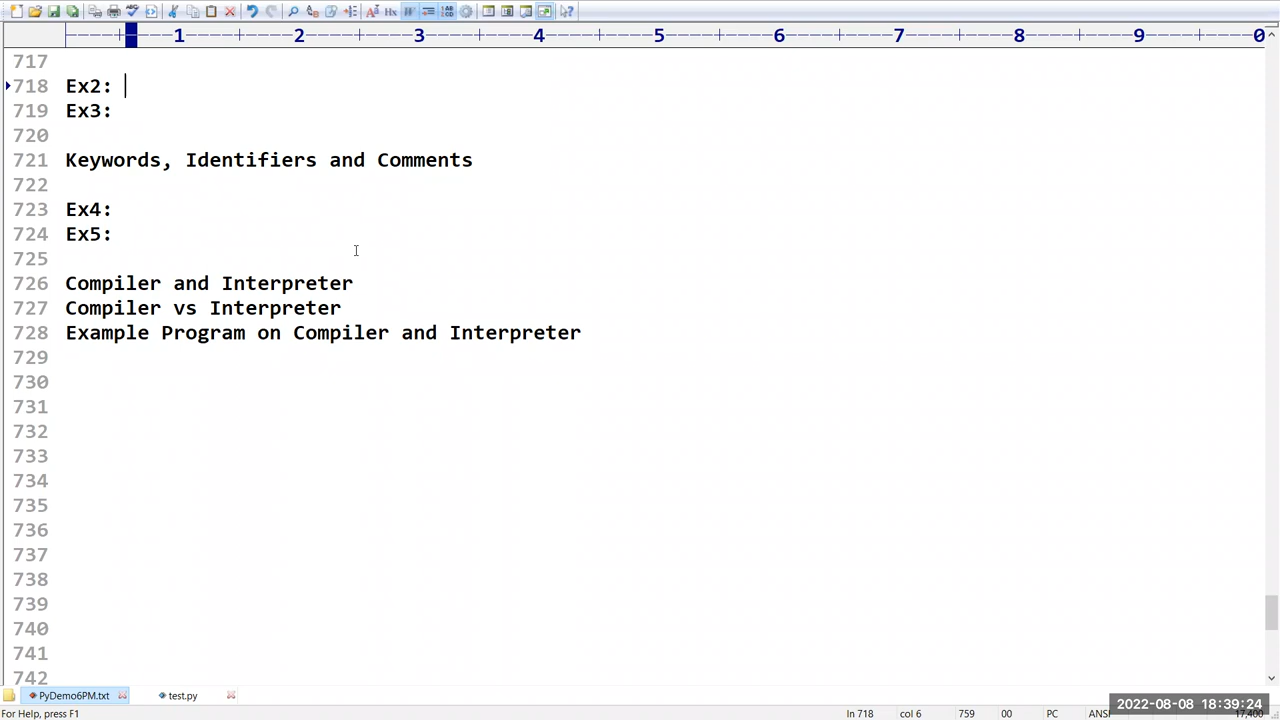 1 2 3 4 5 6 7 8 9 0
717
718 Ex2:
719 Ex3:
720
721 Keywords, Identifiers and Comments
722
723 Ex4:
724 Ex5:
725
726 Compiler and Interpreter
727 Compiler vs Interpreter
728 Example Program on Compiler and Interpreter
729
730
731
732
733
734
735
736
737
738
739
740
741
742
PyDemo6PM.txt test.py
2022-08-08 18:39:24
For Help, press F1 ln 718 col 6 759 00 PC ANSI